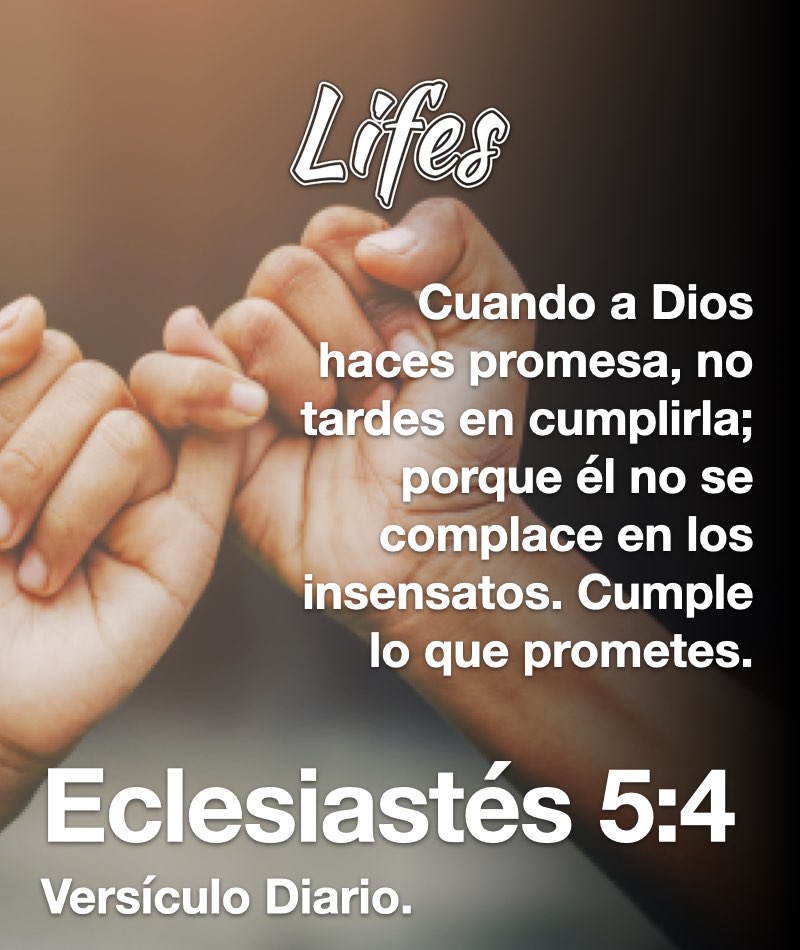 Lifes
Cuando a Dios
haces promesa, no
tardes en cumplirla;
porque él no se
complace en los
insensatos. Cumple
lo que prometes.
Eclesiastés 5:4
Versículo Diario.